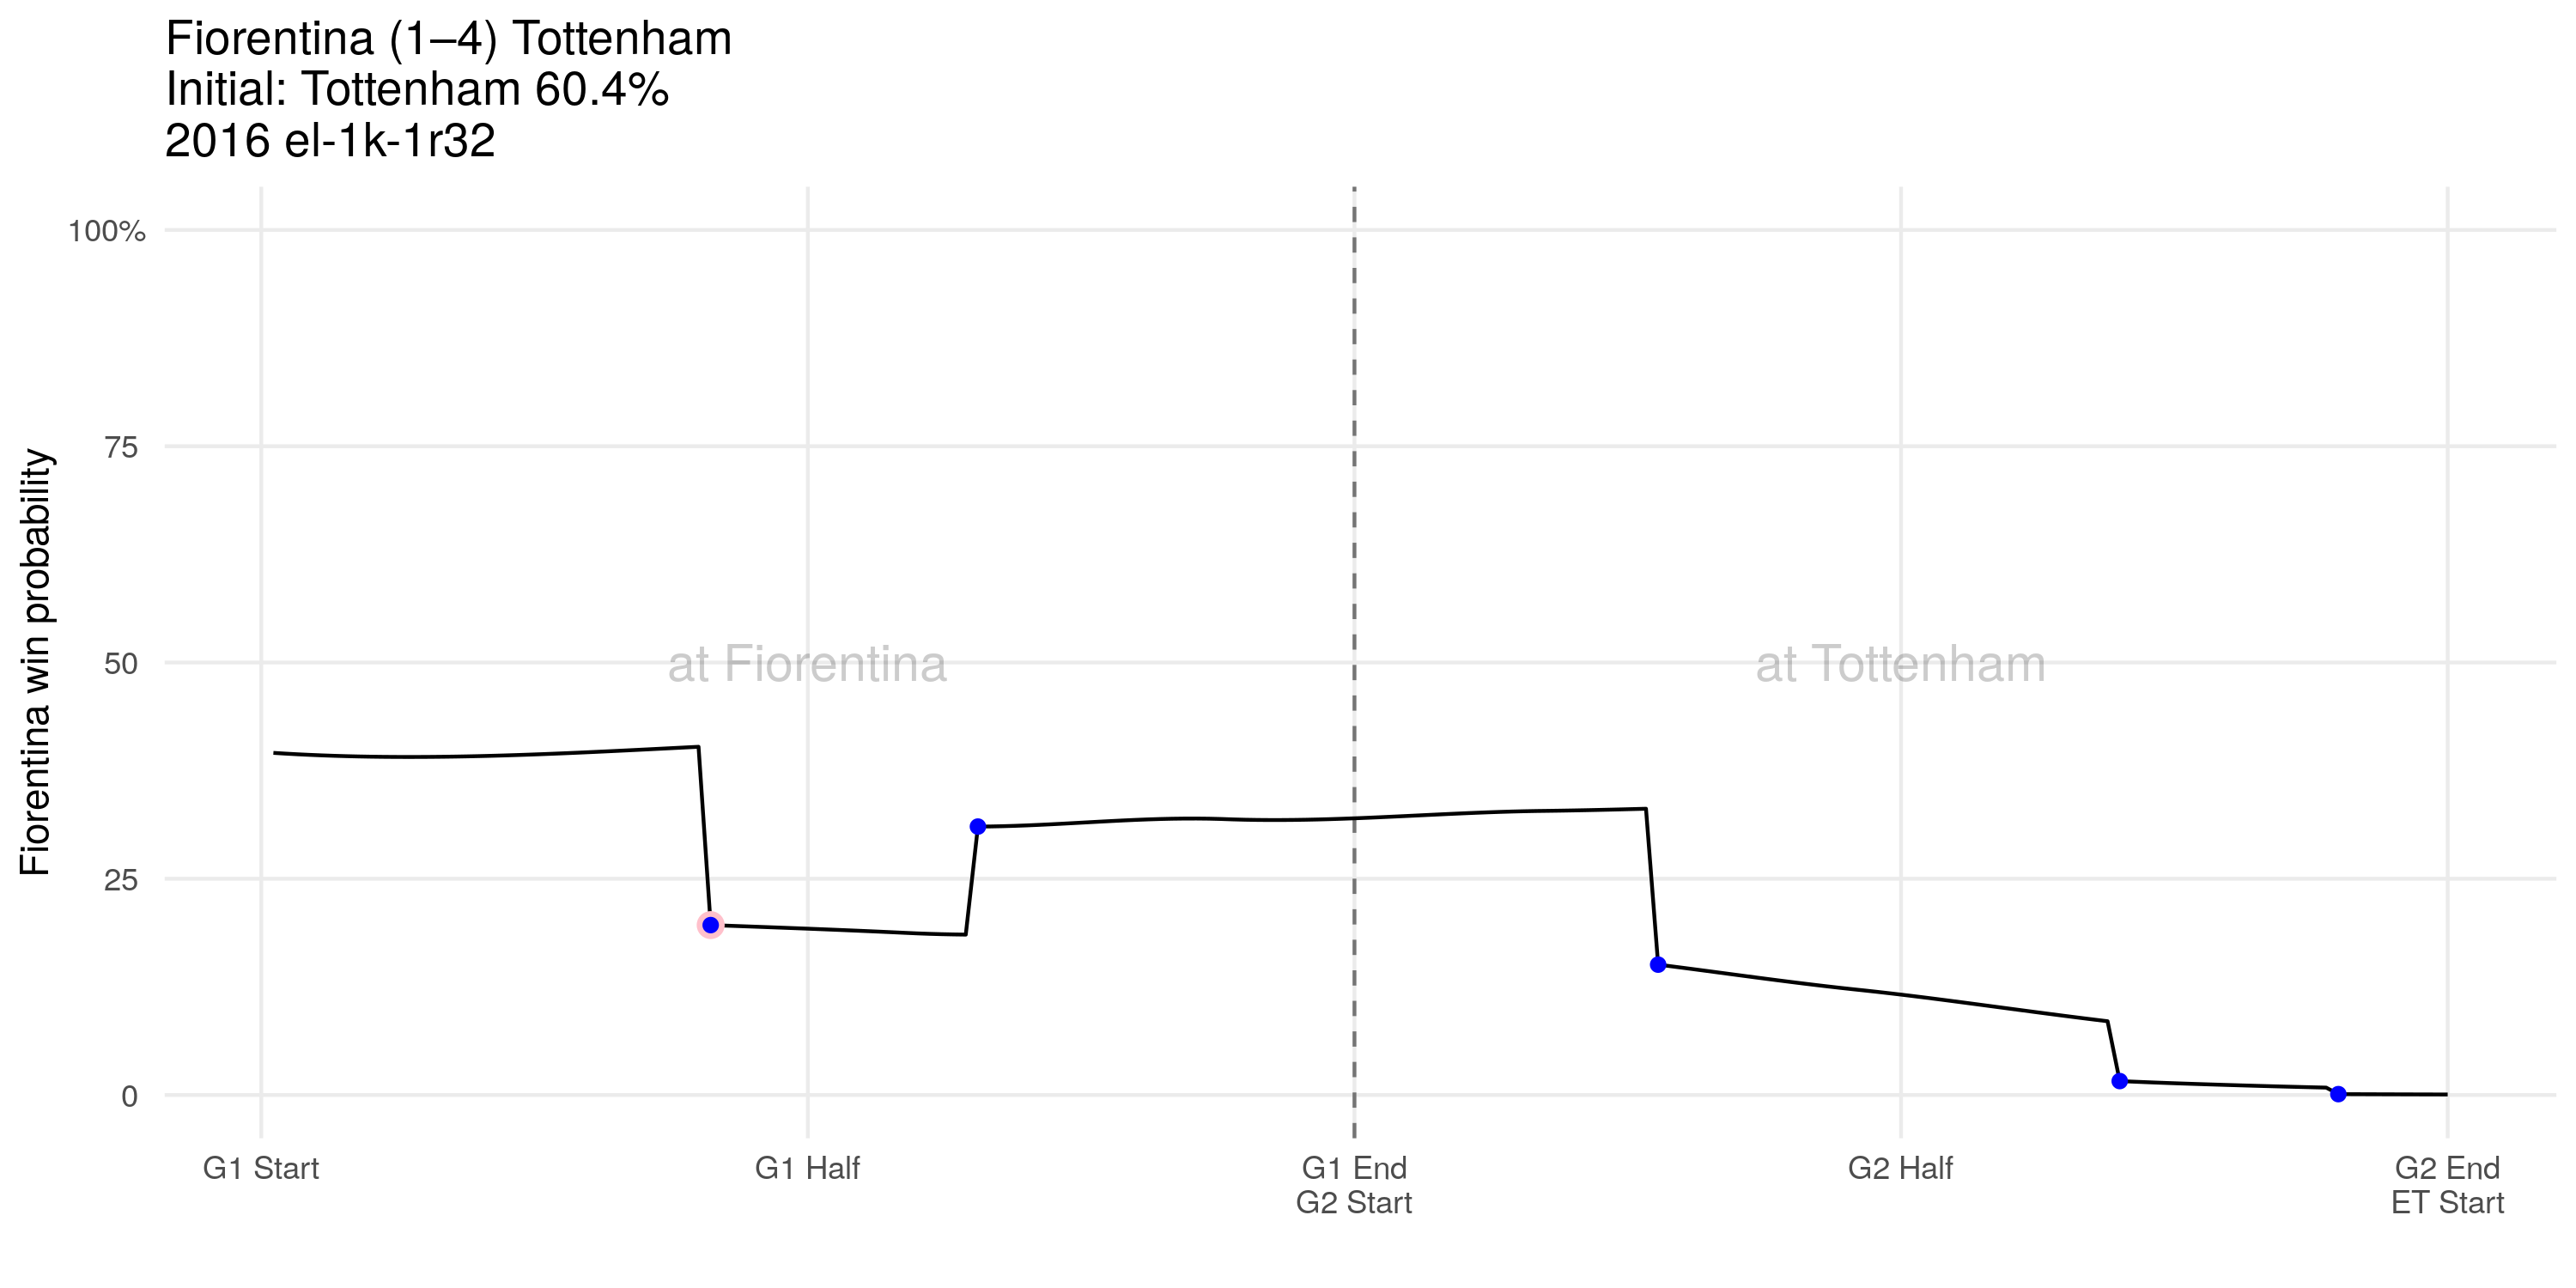 Fiorentina (1–4) Tottenham
Initial: Tottenham 60.4%
2016 el-1k-1r32
Fiorentina win probability
100%
75
50
25
0
at Fiorentina
at Tottenham
G1 Start
G1 Half
G1 End
G2 Start
G2 Half
G2 End
ET Start